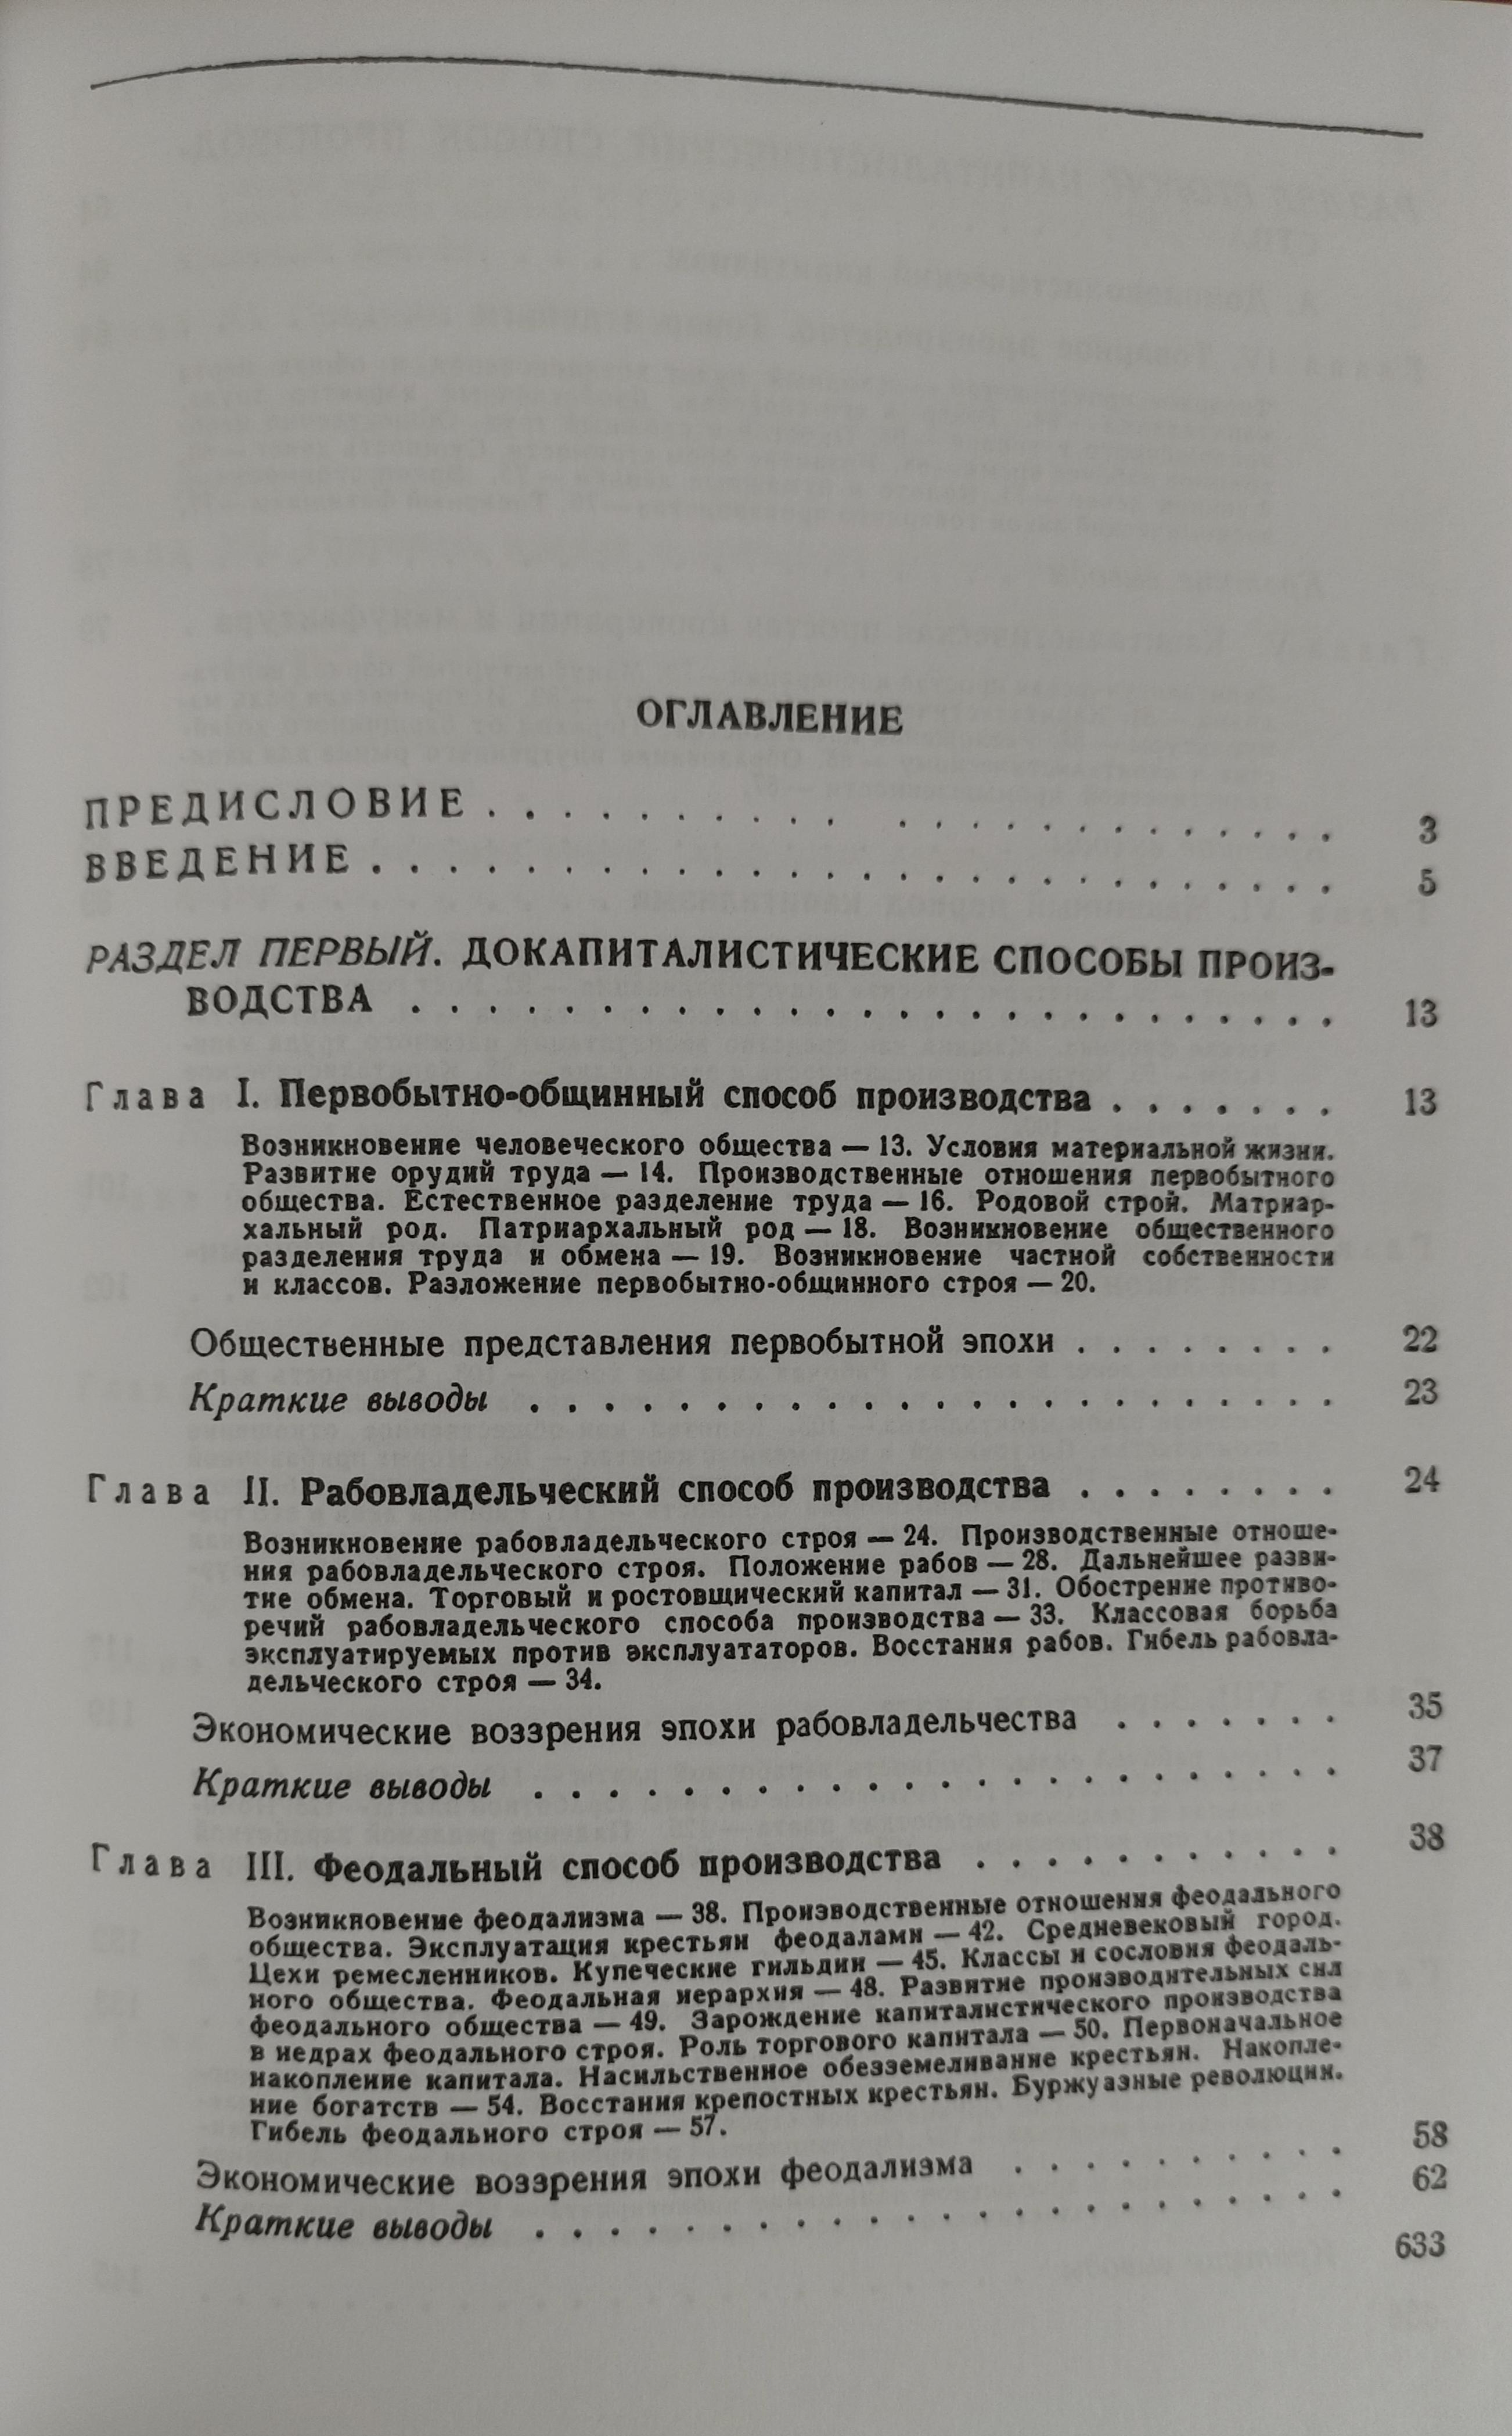 ОГЛАВЛЕНИЕ
ПРЕДИСЛОВИЕ . . . . . . . . . . . . . . . . . . . . . . 3
ВВЕДЕНИЕ . . . . . . . . . . . . . . . . . . . . . . . . . . 5
РАЗДЕЛ ПЕРВЫЙ. ДОКАПИТАЛИСТИЧЕСКИЕ СПОСОБЫ ПРОИЗ-
ВОДСТВА . . . . . . . . . . . . . . . . . . . . . . . . . 13
Глава I. Первобытно-общинный способ производства . . . . . . . 13
Возникновение человеческого общества — 13. Условия материальной жизни.
Развитие орудий труда — 14. Производственные отношения первобытного
общества. Естественное разделение труда — 16. Родовой строй. Матриар-
хальный род. Патриархальный род — 18. Возникновение общественного
разделения труда и обмена — 19. Возникновение частной собственности
и классов. Разложение первобытно-общинного строя — 20.
Общественные представления первобытной эпохи . . . . . . . . 22
Краткие выводы . . . . . . . . . . . . . . . . . . . . . . 23
Глава II. Рабовладельческий способ производства . . . . . . . . 24
Возникновение рабовладельческого строя — 24. Производственные отноше-
ния рабовладельческого строя. Положение рабов — 28. Дальнейшее разви-
тие обмена. Торговый и ростовщический капитал — 31. Обострение противо-
речий рабовладельческого способа производства — 33. Классовая борьба
эксплуатируемых против эксплуататоров. Восстания рабов. Гибель рабовла-
дельческого строя — 34.
Экономические воззрения эпохи рабовладельчества . . . . . . . 35
Краткие выводы . . . . . . . . . . . . . . . . . . . . . . 37
Глава III. Феодальный способ производства . . . . . . . . . . . 38
Возникновение феодализма — 38. Производственные отношения феодального
общества. Эксплуатация крестьян феодалами — 42. Средневековый город.
Цехи ремесленников. Купеческие гильдии — 45. Классы и сословия феодаль-
ного общества. Феодальная иерархия — 48. Развитие производительных сил
феодального общества — 49. Зарождение капиталистического производства
в недрах феодального строя. Роль торгового капитала — 50. Первоначальное
накопление капитала. Насильственное обезземеливание крестьян. Накопле-
ние богатств — 54. Восстания крепостных крестьян. Буржуазные революции.
Гибель феодального строя — 57.
Экономические воззрения эпохи феодализма . . . . . . . . . . 58
Краткие выводы . . . . . . . . . . . . . . . . . . . . . . 62
633